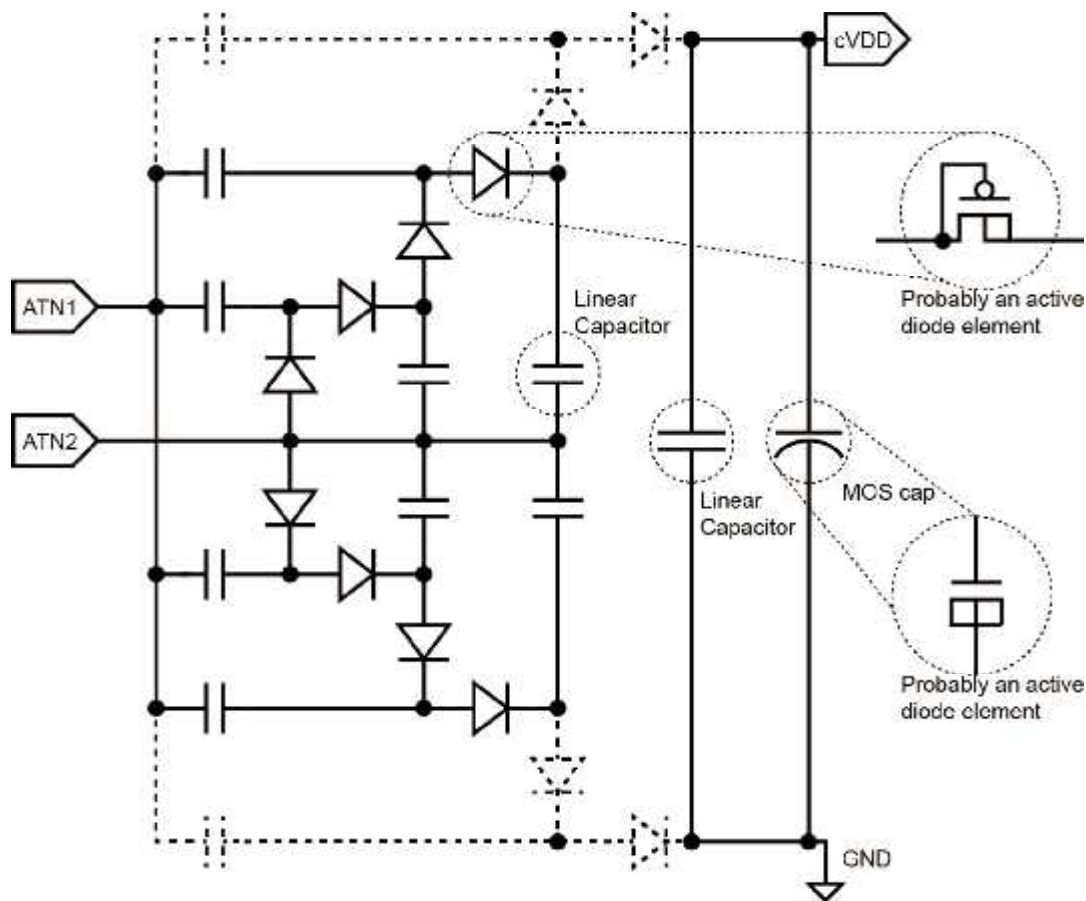 cVDD
Probably an active
diode element
ATN1
Linear
Capacitor
ATN2
MOS cap
Linear
Capacitor
Probably an active
diode element
GND